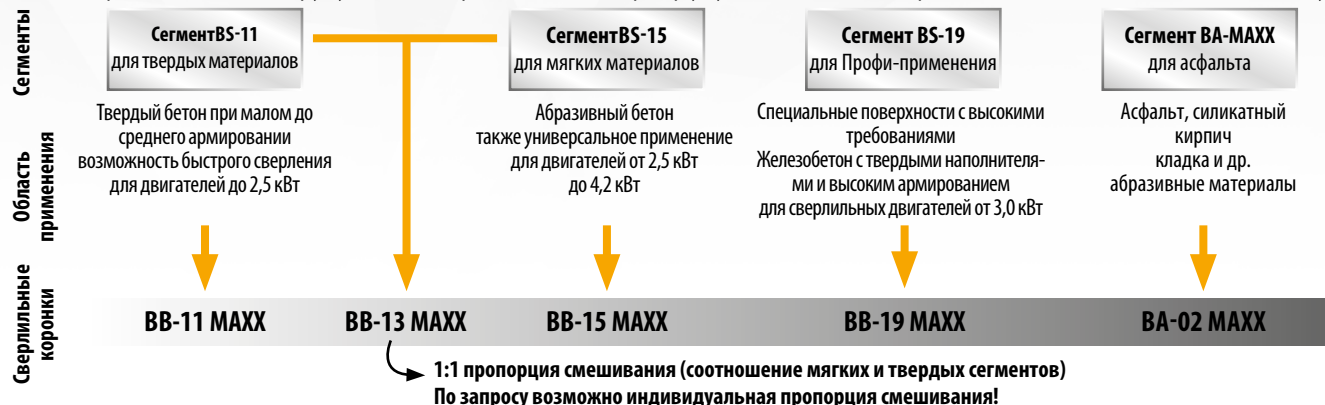 Сегменты
СегментBS-11
для твердых материалов
СегментBS-15
для мягких материалов
Сегмент BS-19
для Профи-применения
Сегмент BA-MAXX
для асфальта
Область
применения
Твердый бетон при малом до
среднего армировании
возможность быстрого сверления
для двигателей до 2,5 кВт
Абразивный бетон
также универсальное применение
для двигателей от 2,5 кВт
до 4,2 кВт
Специальные поверхности с высокими
требованиями
Железобетон с твердыми наполнителя-
ми и высоким армированием
для сверлильных двигателей от 3,0 кВт
Асфальт, силикатный
кирпич
кладка и др.
абразивные материалы
Сверлильные
коронки
BB-11 MAXX
BB-13 MAXX
BB-15 MAXX
BB-19 MAXX
BA-02 MAXX
1:1 пропорция смешивания (соотношение мягких и твердых сегментов)
По запросу возможно индивидуальная пропорция смешивания!